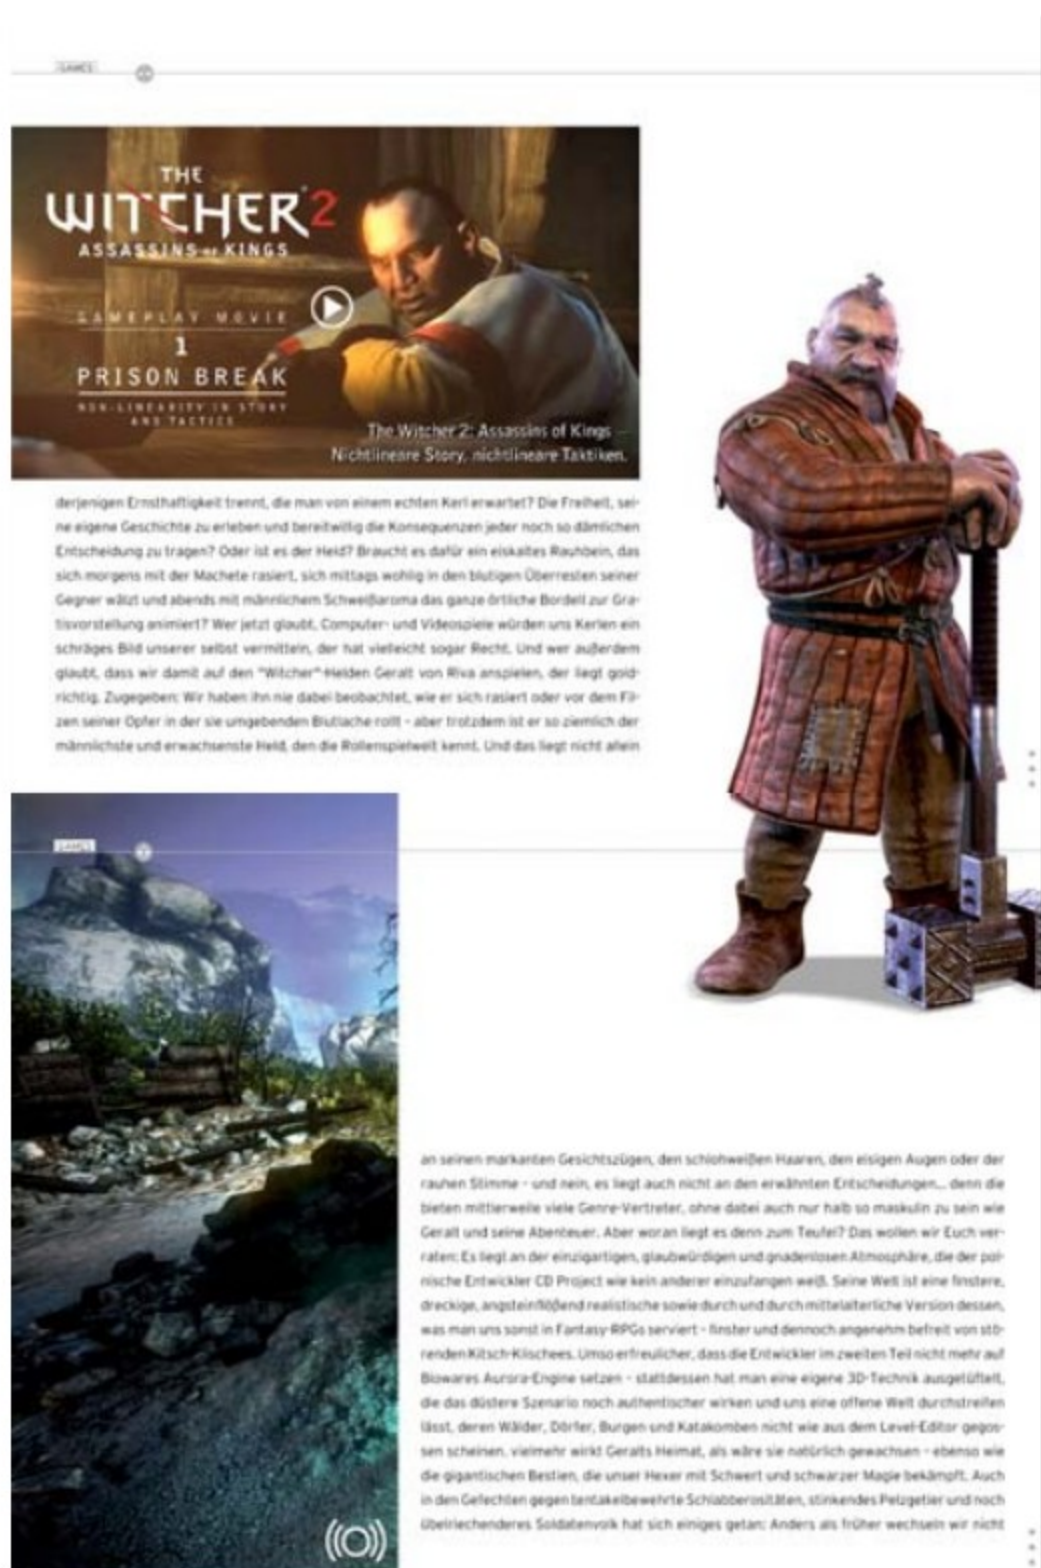 GAMES
THE
WITCHER 2
ASSASSINS OF KINGS
GAMEPLAY MOVIE
1
PRISON BREAK
NON-LINEARITY IN STORY
AND TACTICS
The Witcher 2: Assassins of Kings
Nichtlineare Story, nichtlineare Taktiken.
derjenigen Ernsthaftigkeit trennt, die man von einem echten Kerl erwartet? Die Freiheit, sei-
ne eigene Geschichte zu erleben und bereitwillig die Konsequenzen jeder noch so dämlichen
Entscheidung zu tragen? Oder ist es der Held? Braucht es dafür ein eiskaltes Rauhbein, das
sich morgens mit der Machete rasiert, sich mittags wohlig in den blutigen Überresten seiner
Gegner wälzt und abends mit männlichem Schweißaroma das ganze örtliche Bordell zur Gra-
tisvorstellung animiert? Wer jetzt glaubt, Computer- und Videospiele würden uns Kerlen ein
schräges Bild unserer selbst vermitteln, der hat vielleicht sogar Recht. Und wer außerdem
glaubt, dass wir damit auf den "Witcher"-Helden Geralt von Riva anspielen, der liegt gold-
richtig. Zugegeben: Wir haben ihn nie dabei beobachtet, wie er sich rasiert oder vor dem Fil-
zen seiner Opfer in der sie umgebenden Blutlache rollt - aber trotzdem ist er so ziemlich der
männlichste und erwachsenste Held, den die Rollenspielwelt kennt. Und das liegt nicht allein
GAMES
an seinen markanten Gesichtszügen, den schlohweißen Haaren, den eisigen Augen oder der
rauhen Stimme - und nein, es liegt auch nicht an den erwähnten Entscheidungen... denn die
bieten mittlerweile viele Genre-Vertreter, ohne dabei auch nur halb so maskulin zu sein wie
Geralt und seine Abenteuer. Aber woran liegt es denn zum Teufel? Das wollen wir Euch ver-
raten: Es liegt an der einzigartigen, glaubwürdigen und gnadenlosen Atmosphäre, die der pol-
nische Entwickler CD Project wie kein anderer einzufangen weiß. Seine Welt ist eine finstere,
dreckige, angsteinflößend realistische sowie durch und durch mittelalterliche Version dessen,
was man uns sonst in Fantasy-RPGs serviert - finster und dennoch angenehm befreit von stö-
renden Kitsch-Klischees. Umso erfreulicher, dass die Entwickler im zweiten Teil nicht mehr auf
Biowares Aurora-Engine setzen - stattdessen hat man eine eigene 3D-Technik ausgetüftelt,
die das düstere Szenario noch authentischer wirken und uns eine offene Welt durchstreifen
lässt, deren Wälder, Dörfer, Burgen und Katakomben nicht wie aus dem Level-Editor gegos-
sen scheinen, vielmehr wirkt Geralts Heimat, als wäre sie natürlich gewachsen - ebenso wie
die gigantischen Bestien, die unser Hexer mit Schwert und schwarzer Magie bekämpft. Auch
in den Gefechten gegen tentakelbewehrte Schlabberositäten, stinkendes Pelzgetier und noch
übelriechenderes Soldatenvolk hat sich einiges getan: Anders als früher wechseln wir nicht